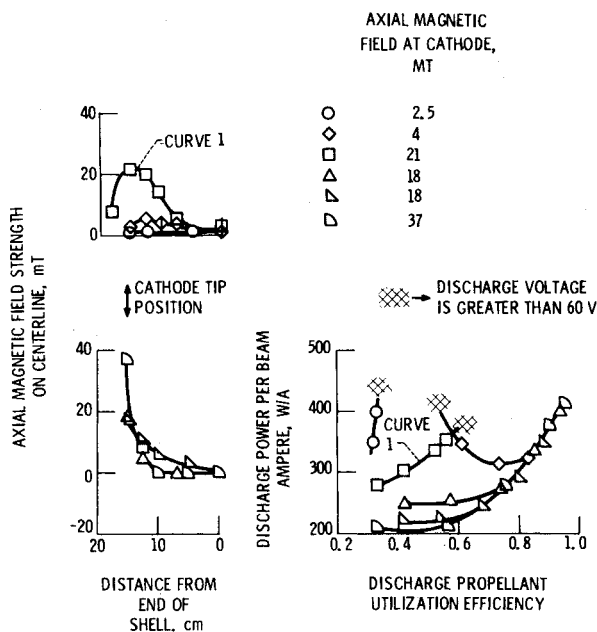 AXIAL MAGNETIC
FIELD AT CATHODE,
MT
2.5
4
21
18
18
37
40
20
0
CURVE 1
AXIAL MAGNETIC FIELD STRENGTH
ON CENTERLINE, mT
CATHODE TIP
POSITION
DISCHARGE VOLTAGE
IS GREATER THAN 60 V
40
20
0
-20
20
10
0
DISTANCE FROM
END OF
SHELL, cm
DISCHARGE POWER PER BEAM
AMPERE, W/A
500
400
300
200
CURVE
1
0.2
0.4
0.6
0.8
1.0
DISCHARGE PROPELLANT
UTILIZATION EFFICIENCY